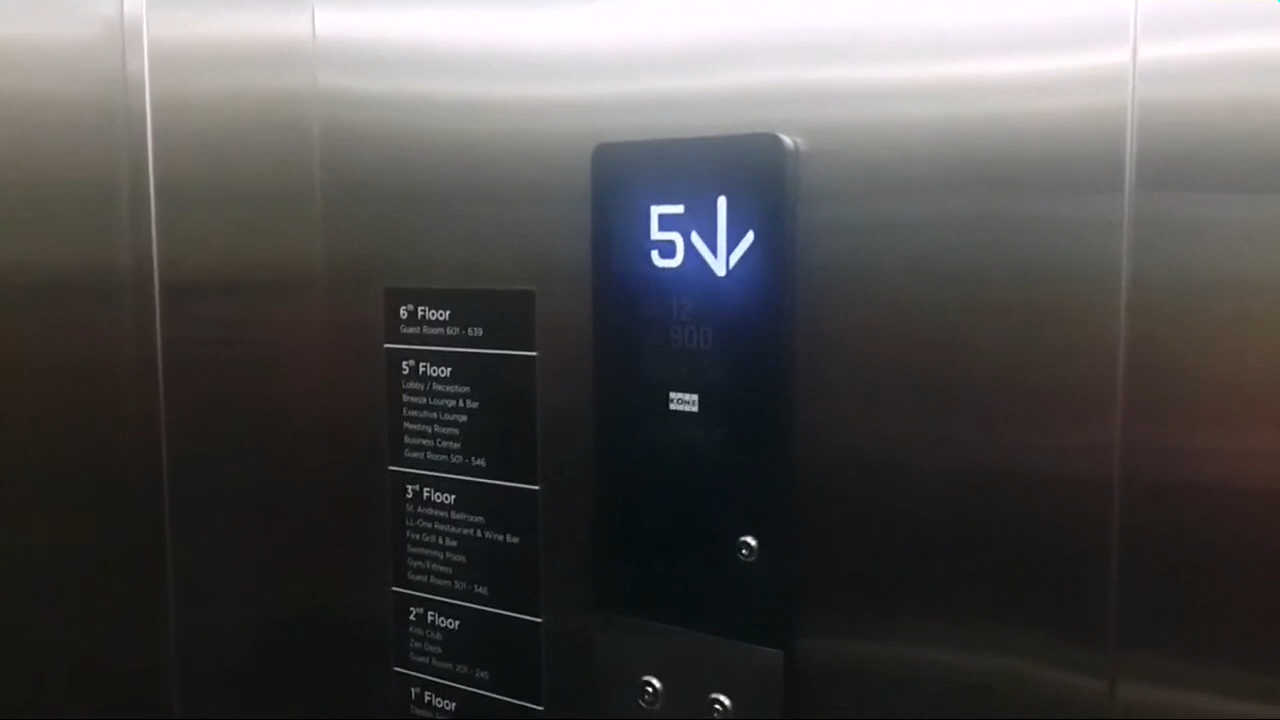 5
12
900
KONE
6th Floor
Guest Room 601 - 639
5th Floor
Lobby / Reception
Breeze Lounge & Bar
Executive Lounge
Meeting Rooms
Business Center
Guest Room 501 - 546
3rd Floor
St. Andrews Ballroom
LL-One Restaurant & Wine Bar
Fire Grill & Bar
Swimming Pools
Gym/Fitness
Guest Room 301 - 346
2nd Floor
Kids Club
Zen Desk
Guest Room 201 - 245
1st Floor